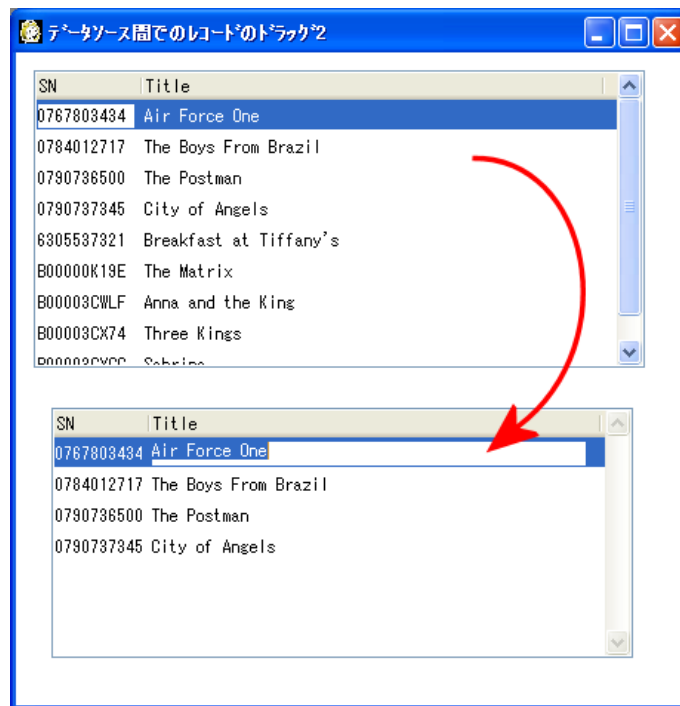 データソース間でのレコードのドラッグ2
SN Title
0767803434 Air Force One
0784012717 The Boys From Brazil
0790736500 The Postman
0790737345 City of Angels
6305537321 Breakfast at Tiffany's
B00000K19E The Matrix
B00003CWLF Anna and the King
B00003CX74 Three Kings
SN Title
0767803434 Air Force One
0784012717 The Boys From Brazil
0790736500 The Postman
0790737345 City of Angels